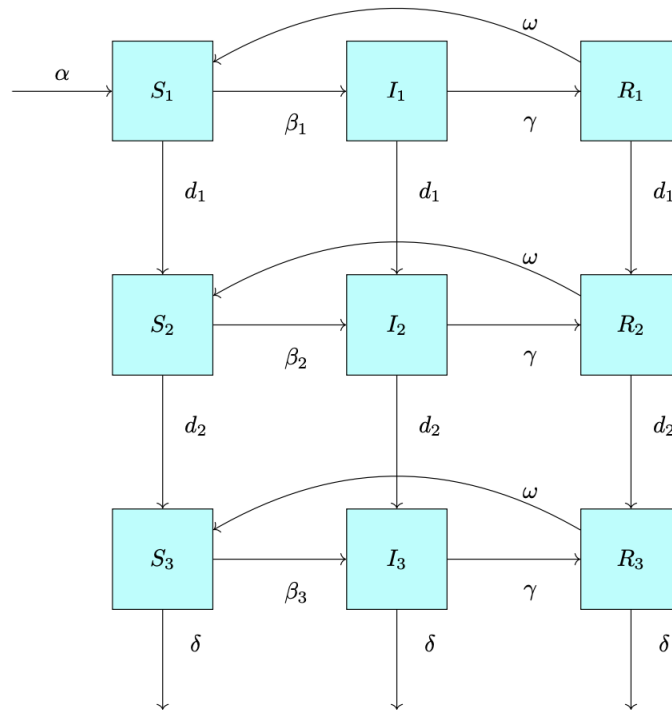 ω
α S₁ I₁ R₁
β₁ γ
d₁ d₁ d₁
ω
S₂ I₂ R₂
β₂ γ
d₂ d₂ d₂
ω
S₃ I₃ R₃
β₃ γ
δ δ δ